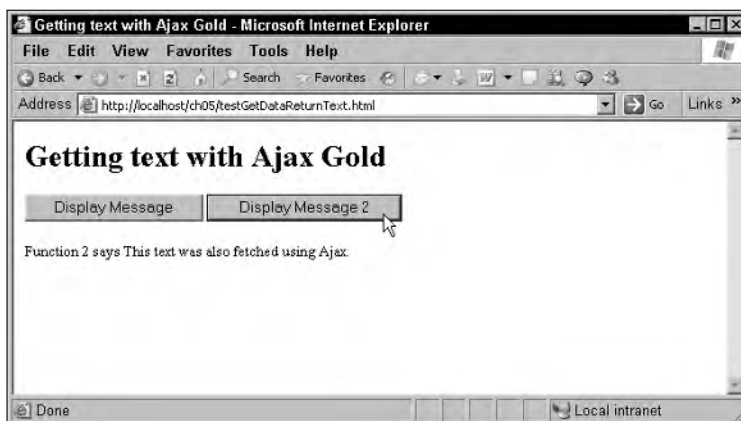 Getting text with Ajax Gold - Microsoft Internet Explorer
File Edit View Favorites Tools Help
Back Search Favorites
Address http://localhost/ch05/testGetDataReturnText.html Go Links »
Getting text with Ajax Gold
Display Message Display Message 2
Function 2 says This text was also fetched using Ajax.
Done Local intranet